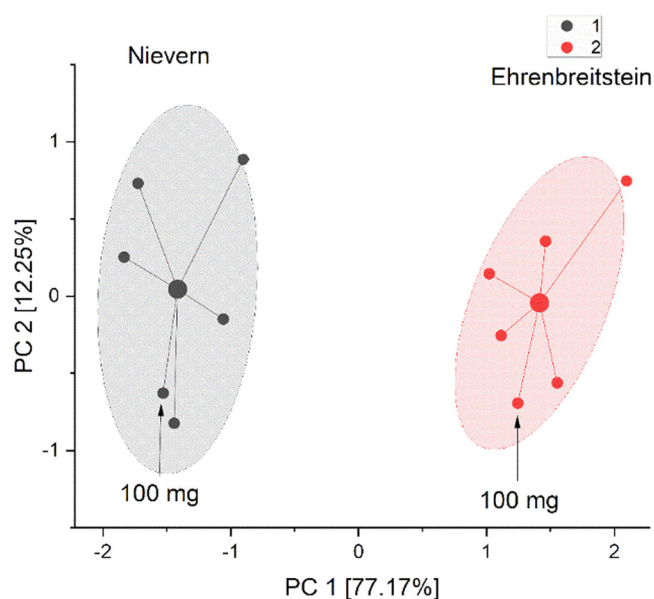 1
2
Nievern
Ehrenbreitstein
1
0
-1
PC 2 [12.25%]
100 mg
100 mg
-2
-1
0
1
2
PC 1 [77.17%]